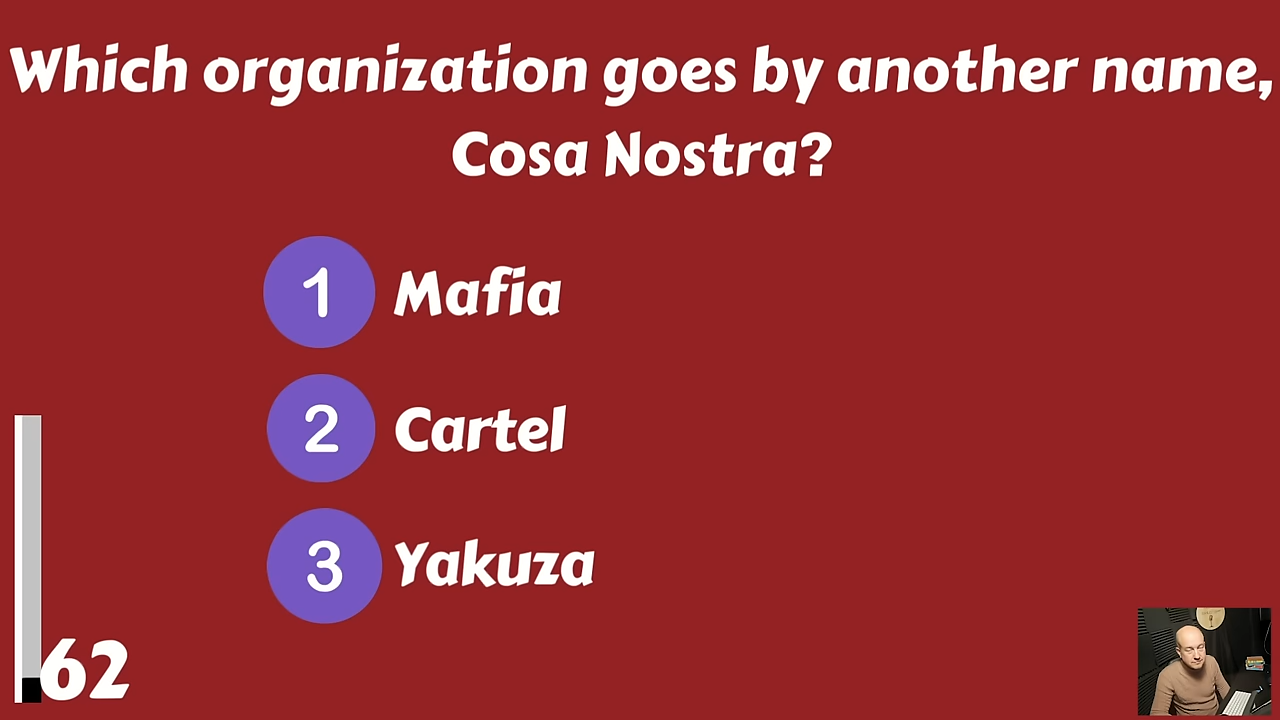 Which organization goes by another name,
Cosa Nostra?
1 Mafia
2 Cartel
3 Yakuza
62